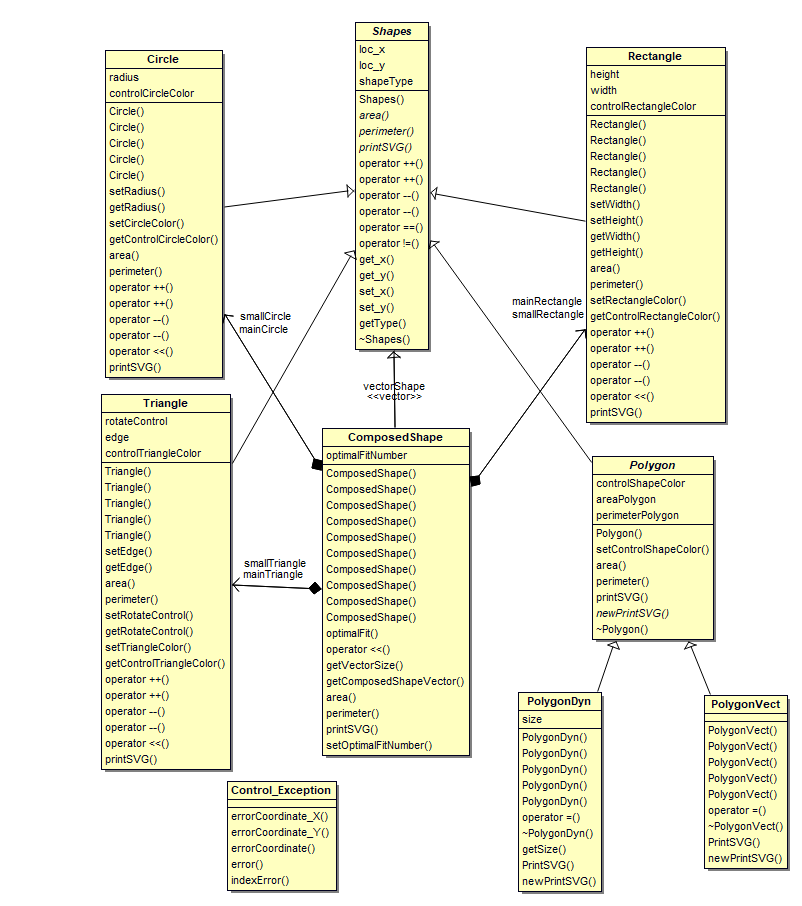 Shapes
loc_x
loc_y
shapeType
Shapes()
area()
perimeter()
printSVG()
operator ++()
operator ++()
operator --()
operator --()
operator ==()
operator !=()
get_x()
get_y()
set_x()
set_y()
getType()
~Shapes()
Circle
radius
controlCircleColor
Circle()
Circle()
Circle()
Circle()
Circle()
setRadius()
getRadius()
setCircleColor()
getControlCircleColor()
area()
perimeter()
operator ++()
operator ++()
operator --()
operator --()
operator <<()
printSVG()
Rectangle
height
width
controlRectangleColor
Rectangle()
Rectangle()
Rectangle()
Rectangle()
Rectangle()
setWidth()
setHeight()
getWidth()
getHeight()
area()
perimeter()
setRectangleColor()
getControlRectangleColor()
operator ++()
operator ++()
operator --()
operator --()
operator <<()
printSVG()
smallCircle
mainCircle
mainRectangle
smallRectangle
vectorShape
<<vector>>
Triangle
rotateControl
edge
controlTriangleColor
Triangle()
Triangle()
Triangle()
Triangle()
Triangle()
setEdge()
getEdge()
area()
perimeter()
setRotateControl()
getRotateControl()
setTriangleColor()
getControlTriangleColor()
operator ++()
operator ++()
operator --()
operator --()
operator <<()
printSVG()
smallTriangle
mainTriangle
ComposedShape
optimalFitNumber
ComposedShape()
ComposedShape()
ComposedShape()
ComposedShape()
ComposedShape()
ComposedShape()
ComposedShape()
ComposedShape()
ComposedShape()
ComposedShape()
optimalFit()
operator <<()
getVectorSize()
getComposedShapeVector()
area()
perimeter()
printSVG()
setOptimalFitNumber()
Polygon
controlShapeColor
areaPolygon
perimeterPolygon
Polygon()
setControlShapeColor()
area()
perimeter()
printSVG()
newPrintSVG()
~Polygon()
PolygonDyn
size
PolygonDyn()
PolygonDyn()
PolygonDyn()
PolygonDyn()
PolygonDyn()
operator =()
~PolygonDyn()
getSize()
PrintSVG()
newPrintSVG()
PolygonVect
PolygonVect()
PolygonVect()
PolygonVect()
PolygonVect()
PolygonVect()
operator =()
~PolygonVect()
PrintSVG()
newPrintSVG()
Control_Exception
errorCoordinate_X()
errorCoordinate_Y()
errorCoordinate()
error()
indexError()